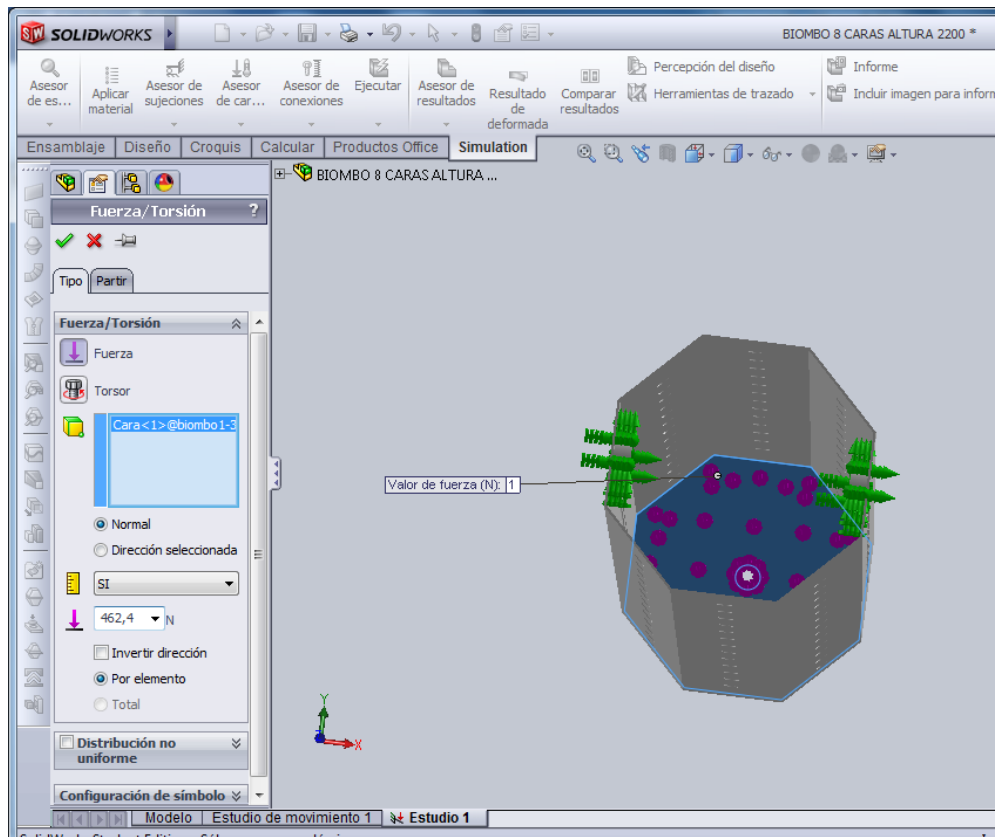 SW SOLIDWORKS
BIOMBO 8 CARAS ALTURA 2200 *
Asesor de es...
Aplicar material
Asesor de sujeciones
Asesor de car...
Asesor de conexiones
Ejecutar
Asesor de resultados
Resultado de deformada
Comparar resultados
Percepción del diseño
Herramientas de trazado
Informe
Incluir imagen para inform
Ensamblaje Diseño Croquis Calcular Productos Office Simulation
BIOMBO 8 CARAS ALTURA ...
Fuerza/Torsión ?
Tipo Partir
Fuerza/Torsión
Fuerza
Torsor
Cara<1>@biombo1-3
Valor de fuerza (N): 1
Normal
Dirección seleccionada
SI
462,4 N
Invertir dirección
Por elemento
Total
Y
X
Distribución no
uniforme
Configuración de símbolo
Modelo Estudio de movimiento 1 Estudio 1